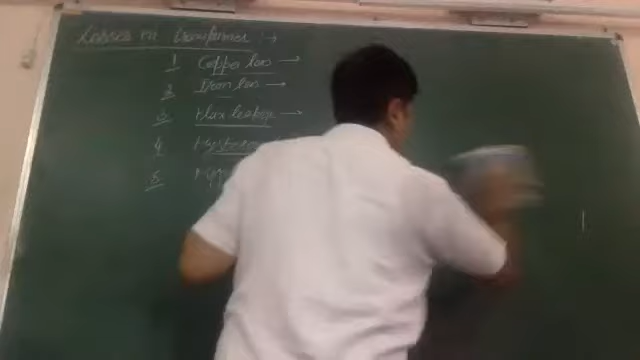 Losses in transformer :→
1 Copper loss →
2 Iron loss →
3 Flux leakage →
4
5